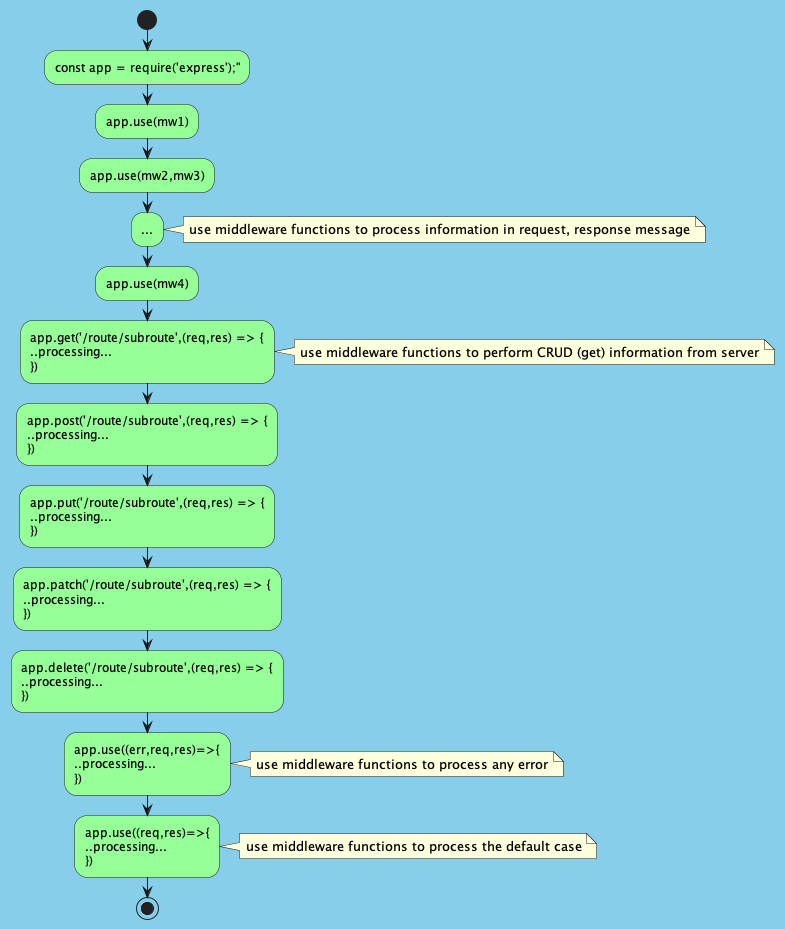 const app = require('express');"
app.use(mw1)
app.use(mw2,mw3)
...
use middleware functions to process information in request, response message
app.use(mw4)
app.get('/route/subroute',(req,res) => {
..processing...
})
use middleware functions to perform CRUD (get) information from server
app.post('/route/subroute',(req,res) => {
..processing...
})
app.put('/route/subroute',(req,res) => {
..processing...
})
app.patch('/route/subroute',(req,res) => {
..processing...
})
app.delete('/route/subroute',(req,res) => {
..processing...
})
app.use((err,req,res)=>{
..processing...
})
use middleware functions to process any error
app.use((req,res)=>{
..processing...
})
use middleware functions to process the default case